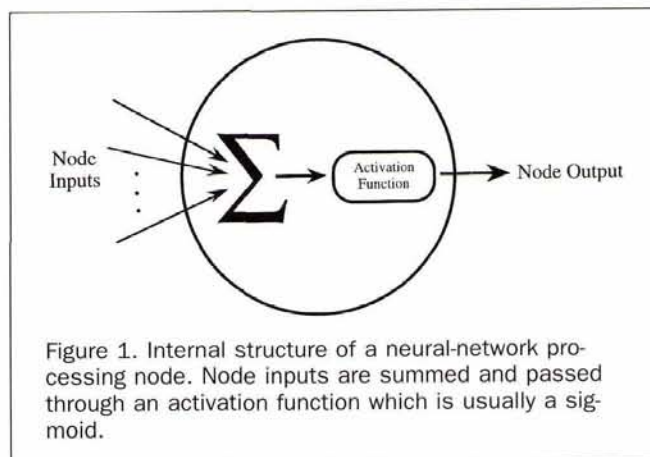 Node
Inputs
Σ
Activation
Function
Node Output
Figure 1. Internal structure of a neural-network pro-
cessing node. Node inputs are summed and passed
through an activation function which is usually a sig-
moid.